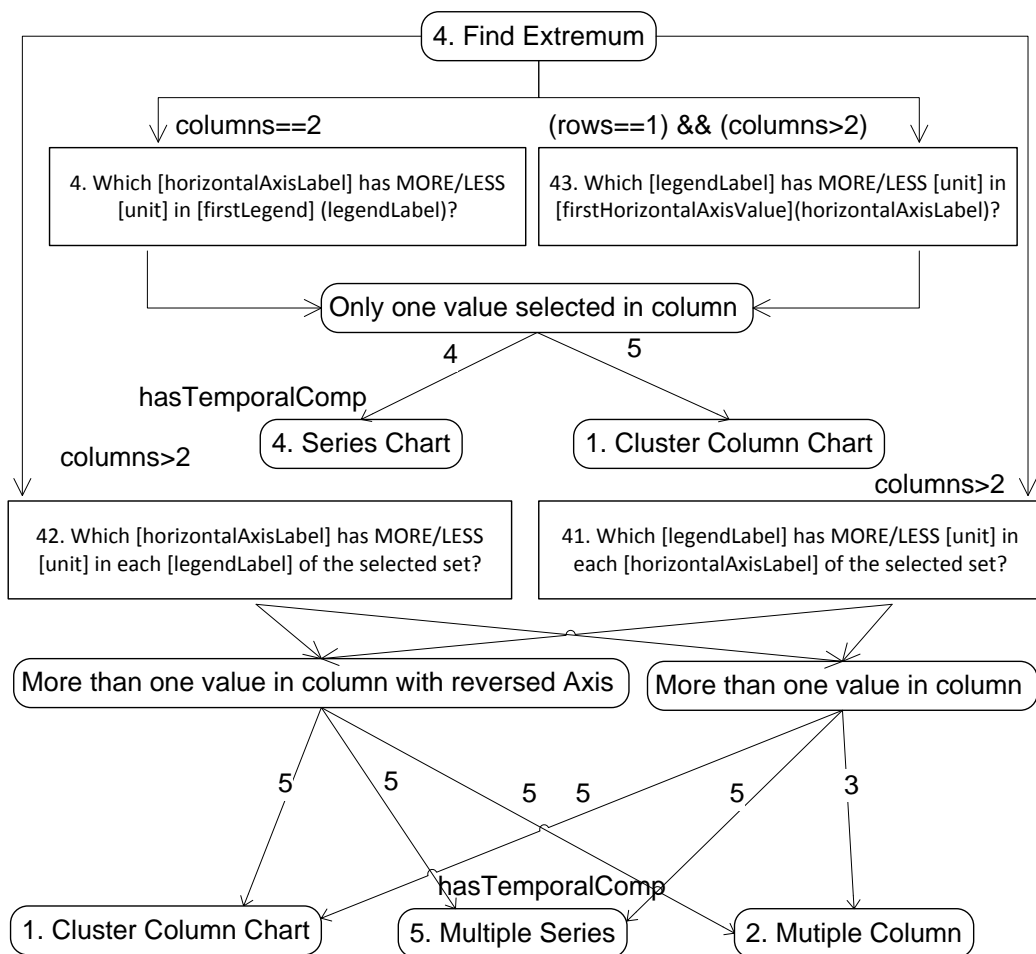 4. Find Extremum
columns==2
(rows==1) && (columns>2)
4. Which [horizontalAxisLabel] has MORE/LESS
[unit] in [firstLegend] (legendLabel)?
43. Which [legendLabel] has MORE/LESS [unit] in
[firstHorizontalAxisValue](horizontalAxisLabel)?
Only one value selected in column
4
5
hasTemporalComp
4. Series Chart
1. Cluster Column Chart
columns>2
columns>2
42. Which [horizontalAxisLabel] has MORE/LESS
[unit] in each [legendLabel] of the selected set?
41. Which [legendLabel] has MORE/LESS [unit] in
each [horizontalAxisLabel] of the selected set?
More than one value in column with reversed Axis
More than one value in column
5
5
5
5
5
3
hasTemporalComp
1. Cluster Column Chart
5. Multiple Series
2. Mutiple Column